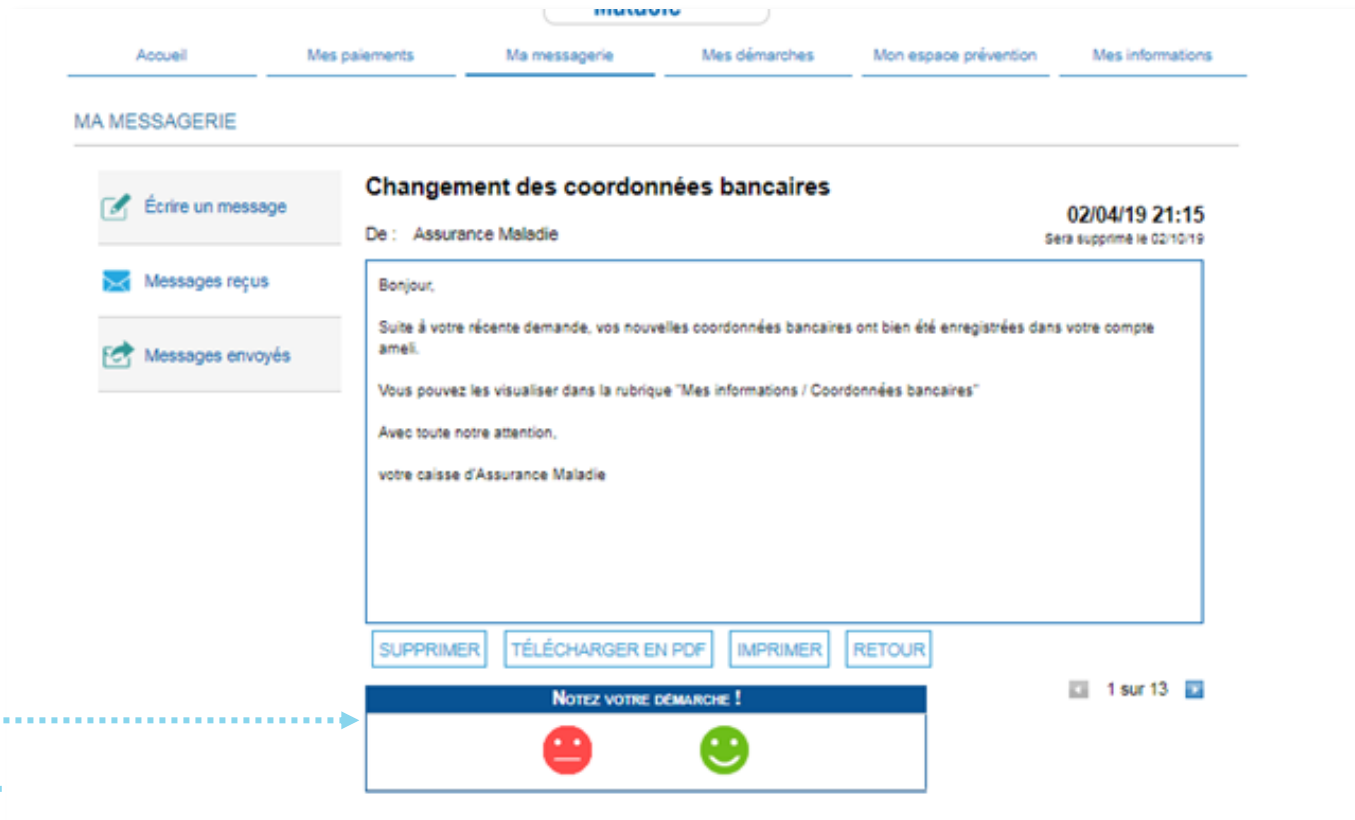 Accueil
Mes paiements
Ma messagerie
Mes démarches
Mon espace prévention
Mes informations
MA MESSAGERIE
Écrire un message
Messages reçus
Messages envoyés
Changement des coordonnées bancaires
De : Assurance Maladie
02/04/19 21:15
Sera supprimé le 02/10/19
Bonjour,
Suite à votre récente demande, vos nouvelles coordonnées bancaires ont bien été enregistrées dans votre compte
ameli.
Vous pouvez les visualiser dans la rubrique "Mes informations / Coordonnées bancaires"
Avec toute notre attention,
votre caisse d'Assurance Maladie
SUPPRIMER
TÉLÉCHARGER EN PDF
IMPRIMER
RETOUR
1 sur 13
NOTEZ VOTRE DÉMARCHE !